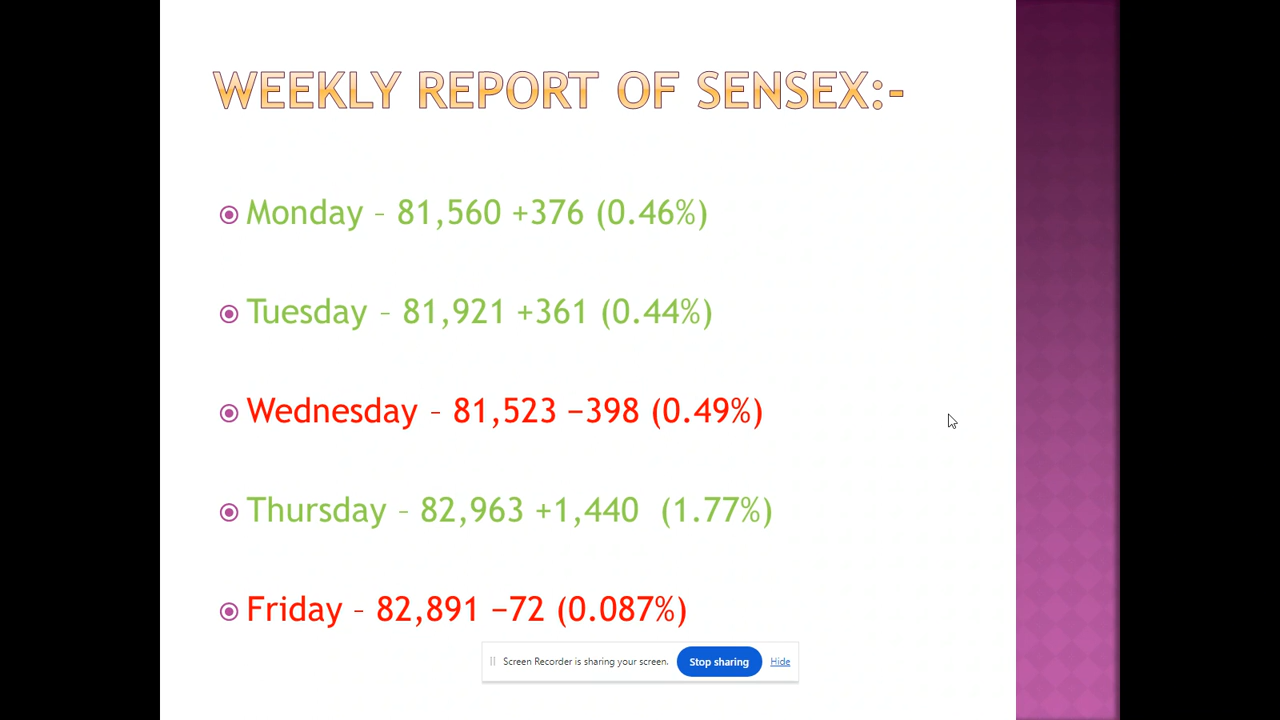 WEEKLY REPORT OF SENSEX:-
Monday – 81,560 +376 (0.46%)
Tuesday – 81,921 +361 (0.44%)
Wednesday – 81,523 −398 (0.49%)
Thursday – 82,963 +1,440  (1.77%)
Friday – 82,891 −72 (0.087%)
Screen Recorder is sharing your screen. Stop sharing Hide